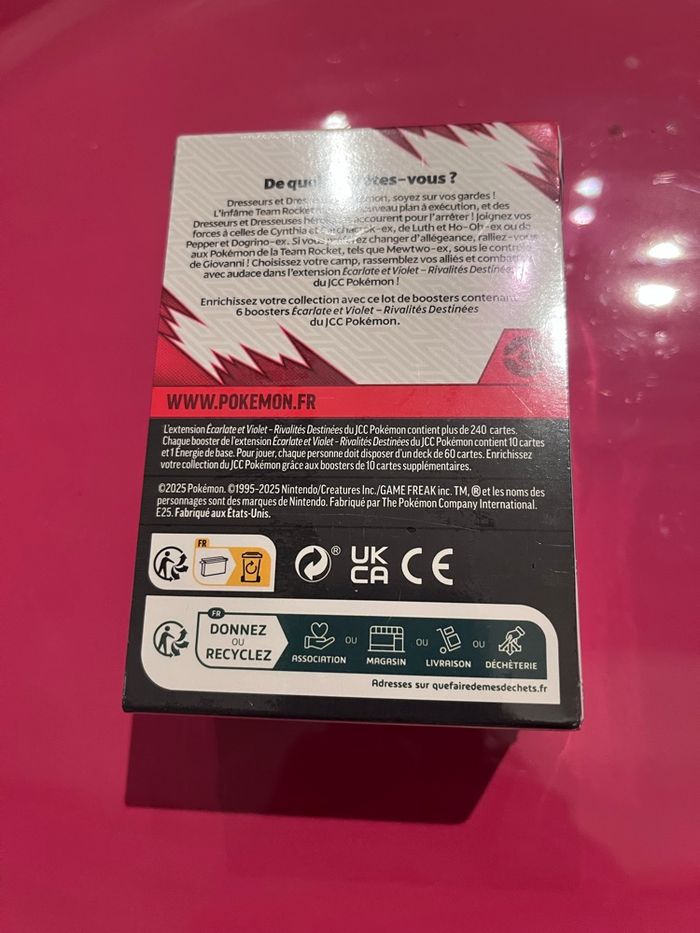 De êtes-vous ?
Dresseurs et soyez sur vos gardes !
L'infâme Team Rocket plan à exécution, et des
Dresseurs et Dresseuses accourent pour l'arrêter ! Joignez vos
forces à celles de Cynthia et -ex, de Luth et Ho-Oh-ex ou de
Pepper et Dogrino-ex. Si vous préférez changer d'allégeance, ralliez-vous
aux Pokémon de la Team Rocket, tels que Mewtwo-ex, sous le contrôle
de Giovanni ! Choisissez votre camp, rassemblez vos alliés et combattez
avec audace dans l'extension Écarlate et Violet – Rivalités Destinées
du JCC Pokémon !
Enrichissez votre collection avec ce lot de boosters contenant
6 boosters Écarlate et Violet – Rivalités Destinées
du JCC Pokémon.
WWW.POKEMON.FR
L'extension Écarlate et Violet – Rivalités Destinées du JCC Pokémon contient plus de 240 cartes.
Chaque booster de l'extension Écarlate et Violet – Rivalités Destinées du JCC Pokémon contient 10 cartes
et 1 Énergie de base. Pour jouer, chaque personne doit disposer d'un deck de 60 cartes. Enrichissez
votre collection du JCC Pokémon grâce aux boosters de 10 cartes supplémentaires.
©2025 Pokémon. ©1995-2025 Nintendo/Creatures Inc./GAME FREAK inc. TM, ® et les noms des
personnages sont des marques de Nintendo. Fabriqué par The Pokémon Company International.
E25. Fabriqué aux États-Unis.
FR
® UK CA CE
FR
DONNEZ OU RECYCLEZ
ASSOCIATION OU MAGASIN OU LIVRAISON OU DÉCHÈTERIE
Adresses sur quefairedemesdechets.fr